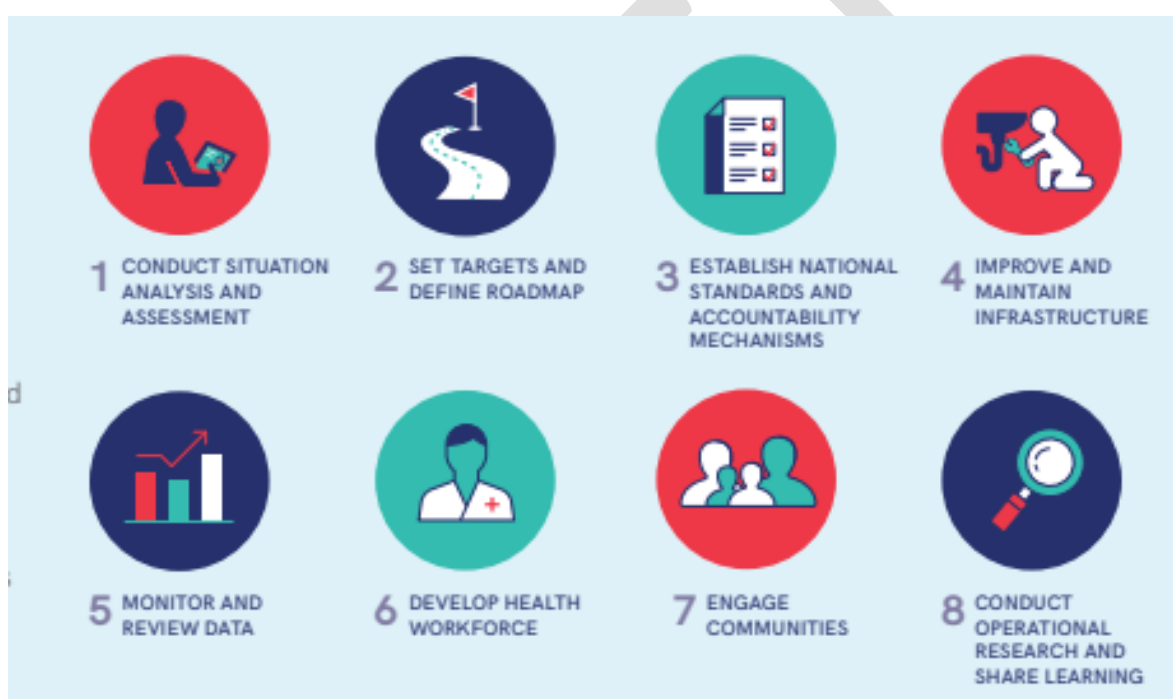 1 CONDUCT SITUATION
ANALYSIS AND
ASSESSMENT
2 SET TARGETS AND
DEFINE ROADMAP
3 ESTABLISH NATIONAL
STANDARDS AND
ACCOUNTABILITY
MECHANISMS
4 IMPROVE AND
MAINTAIN
INFRASTRUCTURE
d
5 MONITOR AND
REVIEW DATA
6 DEVELOP HEALTH
WORKFORCE
7 ENGAGE
COMMUNITIES
8 CONDUCT
OPERATIONAL
RESEARCH AND
SHARE LEARNING